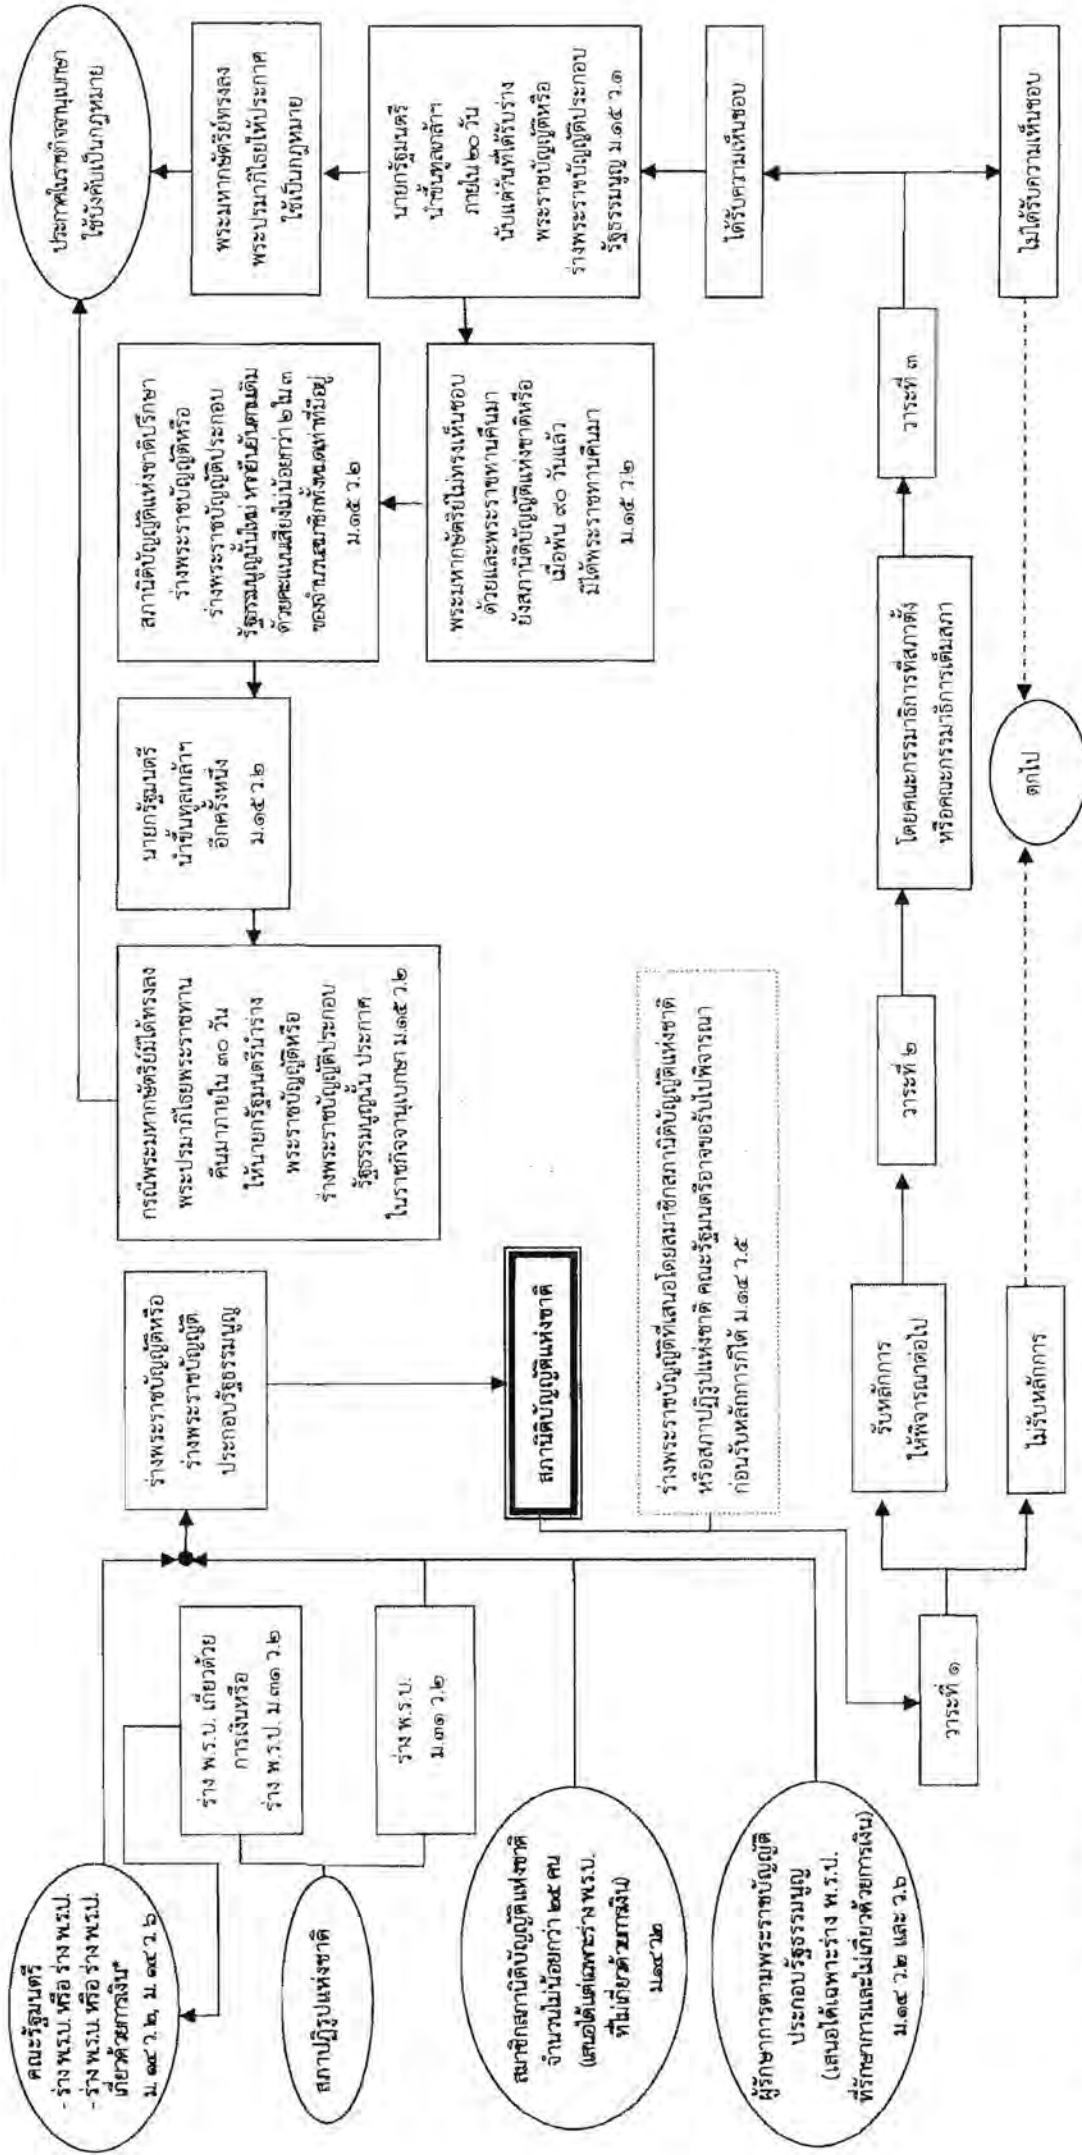 คณะรัฐมนตรี
- ร่าง พ.ร.บ. หรือ ร่าง พ.ร.ป.
- ร่าง พ.ร.บ. หรือ ร่าง พ.ร.ป.
เกี่ยวด้วยการเงิน*
ม. ๑๔ ว.๒, ม. ๑๔ ว.๖
สภาปฏิรูปแห่งชาติ
ร่าง พ.ร.บ. เกี่ยวด้วย
การเงินหรือ
ร่าง พ.ร.ป. ม.๓๑ ว.๒
ร่าง พ.ร.บ.
ม.๓๑ ว.๒
สมาชิกสภานิติบัญญัติแห่งชาติ
จำนวนไม่น้อยกว่า ๒๕ คน
(เสนอได้แต่เฉพาะร่าง พ.ร.บ.
ที่ไม่เกี่ยวด้วยการเงิน)
ม.๑๔ ว.๒
ผู้รักษาการตามพระราชบัญญัติ
ประกอบรัฐธรรมนูญ
(เสนอได้เฉพาะร่าง พ.ร.ป.
ที่รักษาการและไม่เกี่ยวด้วยการเงิน)
ม.๑๔ ว.๒ และ ว.๖
ร่างพระราชบัญญัติหรือ
ร่างพระราชบัญญัติ
ประกอบรัฐธรรมนูญ
สภานิติบัญญัติแห่งชาติ
ร่างพระราชบัญญัติที่เสนอโดยสมาชิกสภานิติบัญญัติแห่งชาติ
หรือสภาปฏิรูปแห่งชาติ คณะรัฐมนตรีอาจขอรับไปพิจารณา
ก่อนรับหลักการก็ได้ ม.๑๔ ว.๕
วาระที่ ๑
รับหลักการ
ให้พิจารณาต่อไป
ไม่รับหลักการ
วาระที่ ๒
โดยคณะกรรมาธิการที่สภาตั้ง
หรือคณะกรรมาธิการเต็มสภา
ตกไป
วาระที่ ๓
ได้รับความเห็นชอบ
ไม่ได้รับความเห็นชอบ
นายกรัฐมนตรี
นำขึ้นทูลเกล้าฯ
ภายใน ๒๐ วัน
นับแต่วันที่ได้รับร่าง
พระราชบัญญัติหรือ
ร่างพระราชบัญญัติประกอบ
รัฐธรรมนูญ ม.๑๕ ว.๑
พระมหากษัตริย์ทรงลง
พระปรมาภิไธยให้ประกาศ
ใช้เป็นกฎหมาย
ประกาศในราชกิจจานุเบกษา
ใช้บังคับเป็นกฎหมาย
พระมหากษัตริย์ไม่ทรงเห็นชอบ
ด้วยและพระราชทานคืนมา
ยังสภานิติบัญญัติแห่งชาติหรือ
เมื่อพ้น ๙๐ วันแล้ว
มิได้พระราชทานคืนมา
ม.๑๕ ว.๒
สภานิติบัญญัติแห่งชาติปรึกษา
ร่างพระราชบัญญัติหรือ
ร่างพระราชบัญญัติประกอบ
รัฐธรรมนูญนั้นใหม่ หากยืนยันตามเดิม
ด้วยคะแนนเสียงไม่น้อยกว่า ๒ ใน ๓
ของจำนวนสมาชิกทั้งหมดเท่าที่มีอยู่
ม.๑๕ ว.๒
นายกรัฐมนตรี
นำขึ้นทูลเกล้าฯ
อีกครั้งหนึ่ง
ม.๑๕ ว.๒
กรณีพระมหากษัตริย์มิได้ทรงลง
พระปรมาภิไธยพระราชทาน
คืนมาภายใน ๓๐ วัน
ให้นายกรัฐมนตรีนำร่าง
พระราชบัญญัติหรือ
ร่างพระราชบัญญัติประกอบ
รัฐธรรมนูญนั้น ประกาศ
ในราชกิจจานุเบกษา ม.๑๕ ว.๒